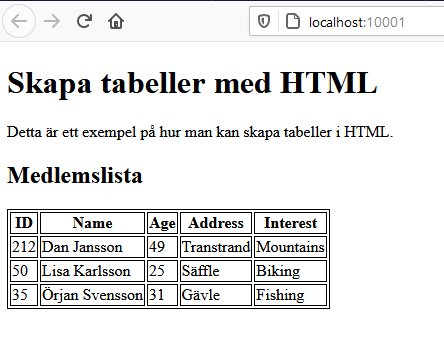 localhost:10001
Skapa tabeller med HTML
Detta är ett exempel på hur man kan skapa tabeller i HTML.
Medlemslista
ID Name Age Address Interest
212 Dan Jansson 49 Transtrand Mountains
50 Lisa Karlsson 25 Säffle Biking
35 Örjan Svensson 31 Gävle Fishing